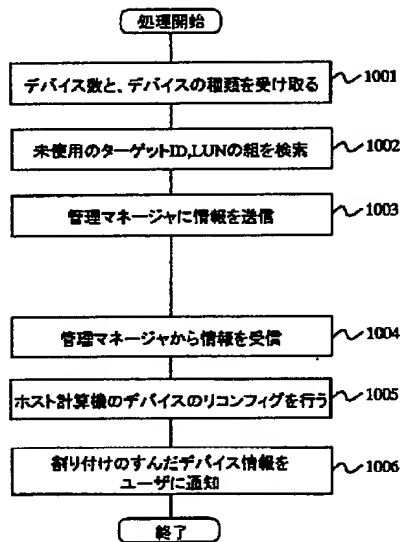 処理開始
デバイス数と、デバイスの種類を受け取る
1001
未使用のターゲットID,LUNの組を検索
1002
管理マネージャに情報を送信
1003
管理マネージャから情報を受信
1004
ホスト計算機のデバイスのリコンフィグを行う
1005
割り付けのすんだデバイス情報を
ユーザに通知
1006
終了